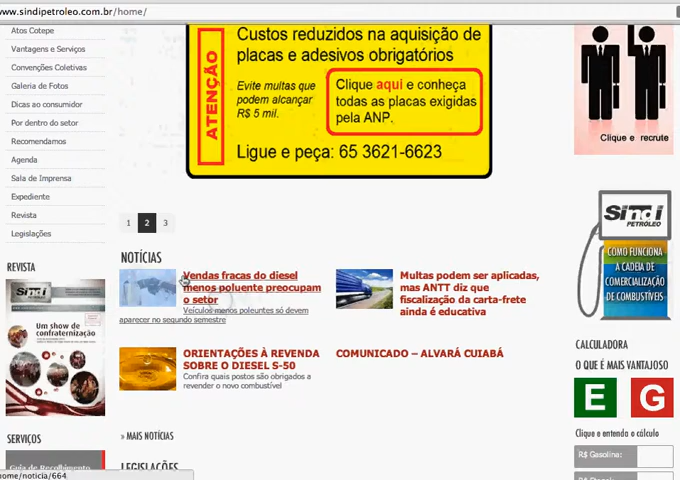 www.sindipetroleo.com.br/home/
Atos Cotepe
Vantagens e Serviços
Convenções Coletivas
Galeria de Fotos
Dicas ao consumidor
Por dentro do setor
Recomendamos
Agenda
Sala de Imprensa
Expediente
Revista
Legislações
REVISTA
Sindi
PETRÓLEO
Um show de
confraternização
SERVIÇOS
Guia de Recolhimento
home/noticia/664
ATENÇÃO
Custos reduzidos na aquisição de
placas e adesivos obrigatórios
Evite multas que
podem alcançar
R$ 5 mil.
Clique aqui e conheça
todas as placas exigidas
pela ANP.
Ligue e peça: 65 3621-6623
1 2 3
NOTÍCIAS
Vendas fracas do diesel
menos poluente preocupam
o setor
Veículos menos poleuntes só devem
aparecer no segundo semestre
Multas podem ser aplicadas,
mas ANTT diz que
fiscalização da carta-frete
ainda é educativa
ORIENTAÇÕES À REVENDA
SOBRE O DIESEL S-50
Confira quais postos são obrigados a
revender o novo combustível
COMUNICADO – ALVARÁ CUIABÁ
» MAIS NOTÍCIAS
LEGISLAÇÕES
Clique e recrute
Sindi
PETRÓLEO
COMO FUNCIONA
A CADEIA DE
COMERCIALIZAÇÃO
DE COMBUSTÍVEIS
CALCULADORA
O QUE É MAIS VANTAJOSO
E G
Clique e entenda o cálculo
R$ Gasolina: